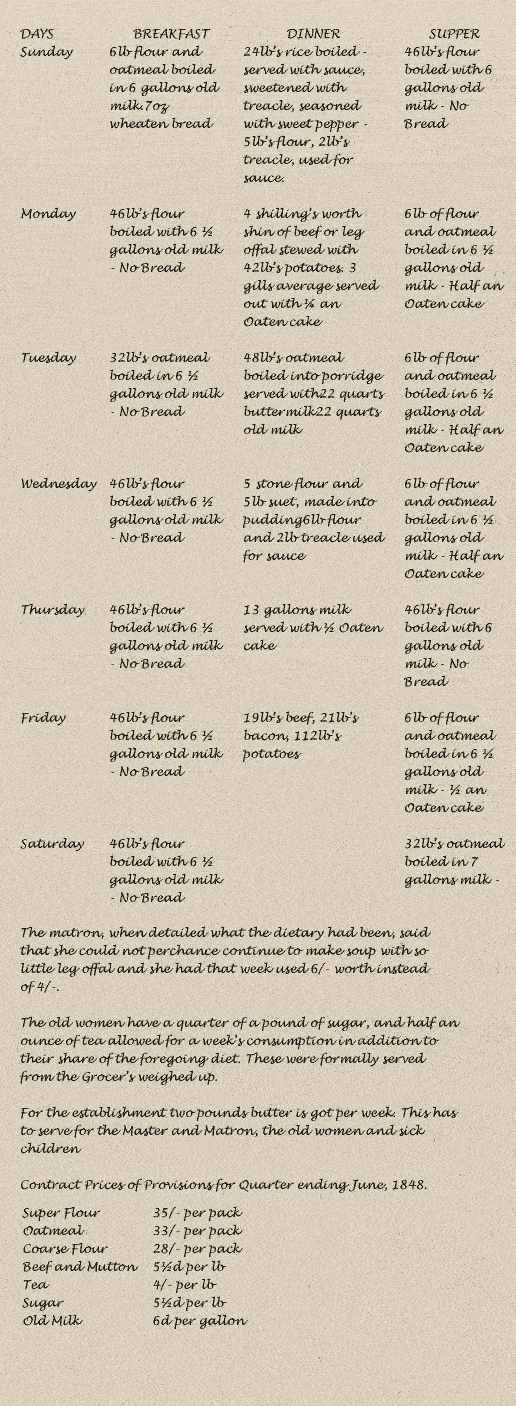 DAYS
BREAKFAST
DINNER
SUPPER
Sunday
6lb flour and
oatmeal boiled
in 6 gallons old
milk.7oz
wheaten bread
24lb's rice boiled -
served with sauce,
sweetened with
treacle, seasoned
with sweet pepper -
5lb's flour, 2lb's
treacle, used for
sauce.
46lb's flour
boiled with 6
gallons old
milk - No
Bread
Monday
46lb's flour
boiled with 6 ½
gallons old milk
- No Bread
4 shilling's worth
shin of beef or leg
offal stewed with
42lb's potatoes. 3
gills average served
out with ¼ an
Oaten cake
6lb of flour
and oatmeal
boiled in 6 ½
gallons old
milk - Half an
Oaten cake
Tuesday
32lb's oatmeal
boiled in 6 ½
gallons old milk
- No Bread
48lb's oatmeal
boiled into porridge
served with22 quarts
buttermilk22 quarts
old milk
6lb of flour
and oatmeal
boiled in 6 ½
gallons old
milk - Half an
Oaten cake
Wednesday
46lb's flour
boiled with 6 ½
gallons old milk
- No Bread
5 stone flour and
5lb suet, made into
pudding6lb flour
and 2lb treacle used
for sauce
6lb of flour
and oatmeal
boiled in 6 ½
gallons old
milk - Half an
Oaten cake
Thursday
46lb's flour
boiled with 6 ½
gallons old milk
- No Bread
13 gallons milk
served with ½ Oaten
cake
46lb's flour
boiled with 6
gallons old
milk - No
Bread
Friday
46lb's flour
boiled with 6 ½
gallons old milk
- No Bread
19lb's beef, 21lb's
bacon, 112lb's
potatoes
6lb of flour
and oatmeal
boiled in 6 ½
gallons old
milk - ½ an
Oaten cake
Saturday
46lb's flour
boiled with 6 ½
gallons old milk
- No Bread
32lb's oatmeal
boiled in 7
gallons milk -
The matron, when detailed what the dietary had been, said
that she could not perchance continue to make soup with so
little leg offal and she had that week used 6/- worth instead
of 4/-.
The old women have a quarter of a pound of sugar, and half an
ounce of tea allowed for a week's consumption in addition to
their share of the foregoing diet. These were formally served
from the Grocer's weighed up.
For the establishment two pounds butter is got per week. This has
to serve for the Master and Matron, the old women and sick
children
Contract Prices of Provisions for Quarter ending June, 1848.
Super Flour 35/- per pack
Oatmeal 33/- per pack
Coarse Flour 28/- per pack
Beef and Mutton 5½d per lb
Tea 4/- per lb
Sugar 5½d per lb
Old Milk 6d per gallon